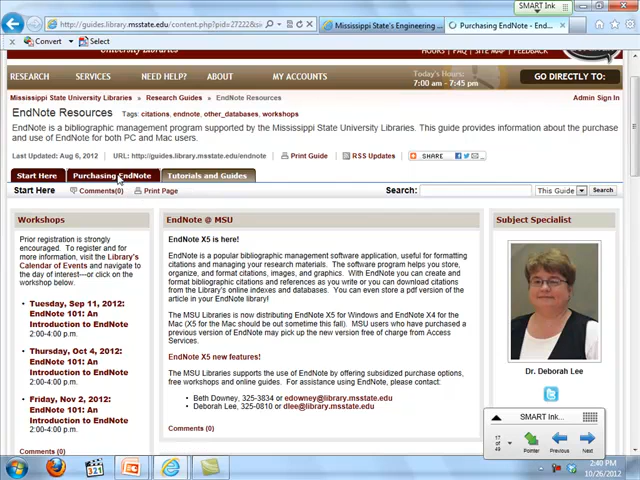 SMART Ink
http://guides.library.msstate.edu/content.php?pid=27222&si
Mississippi State's Engineering ...
Purchasing EndNote - End...
Convert
Select
University Libraries
HOURS / FAQ / SITE MAP / FEEDBACK
RESEARCH
SERVICES
NEED HELP?
ABOUT
MY ACCOUNTS
Today's Hours:
7:00 am - 7:45 pm
GO DIRECTLY TO:
Mississippi State University Libraries » Research Guides » EndNote Resources
Admin Sign In
EndNote Resources Tags: citations, endnote, other_databases, workshops
EndNote is a bibliographic management program supported by the Mississippi State University Libraries. This guide provides information about the purchase
and use of EndNote for both PC and Mac users.
Last Updated: Aug 6, 2012 URL: http://guides.library.msstate.edu/endnote Print Guide RSS Updates SHARE
Start Here
Purchasing EndNote
Tutorials and Guides
Start Here Comments(0) Print Page
Search: This Guide Search
Workshops
Prior registration is strongly
encouraged. To register and for
more information, visit the Library's
Calendar of Events and navigate to
the day of interest--or click on the
workshop below.
Tuesday, Sep 11, 2012:
EndNote 101: An
Introduction to EndNote
2:00-4:00 p.m.
Thursday, Oct 4, 2012:
EndNote 101: An
Introduction to EndNote
2:00-4:00 p.m.
Friday, Nov 2, 2012:
EndNote 101: An
Introduction to EndNote
2:00-4:00 p.m.
Comments (0)
EndNote @ MSU
EndNote X5 is here!
EndNote is a popular bibliographic management software application, useful for formatting
citations and managing your research materials. The software program helps you store,
organize, and format citations, images, and graphics. With EndNote you can create and
format bibliographic citations and references as you write or you can download citations
from the Library's online indexes and databases. You can even store a pdf version of the
article in your EndNote library!
The MSU Libraries is now distributing EndNote X5 for Windows and EndNote X4 for the
Mac (X5 for the Mac should be out sometime this fall). MSU users who have purchased a
previous version of EndNote may pick up the new version free of charge from Access
Services.
EndNote X5 new features!
The MSU Libraries supports the use of EndNote by offering subsidized purchase options,
free workshops and online guides. For assistance using EndNote, please contact:
Beth Downey, 325-3834 or edowney@library.msstate.edu
Deborah Lee, 325-0810 or dlee@library.msstate.edu
Comments (0)
Subject Specialist
Dr. Deborah Lee
SMART Ink...
17
of
49
Pointer
Previous
Next
321
2:40 PM
10/26/2012